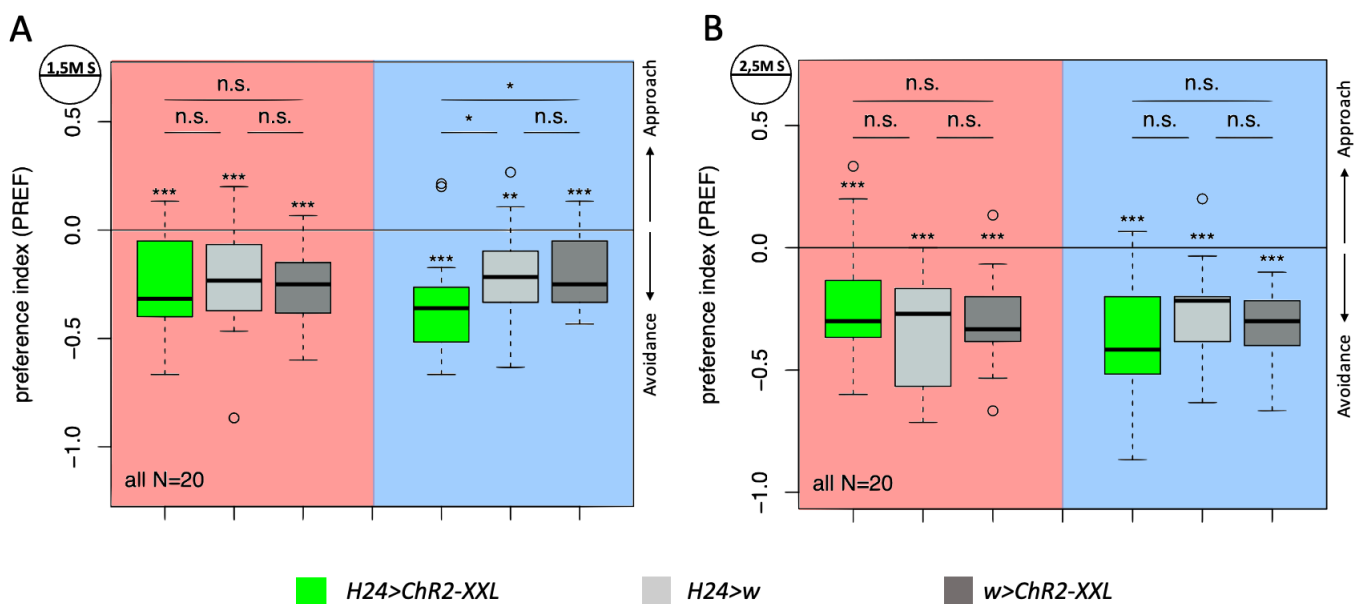 A
1,5M S
n.s.
n.s.
n.s.
*
*
n.s.
***
***
***
***
**
***
0.5
0.0
−0.5
−1.0
preference index (PREF)
all N=20
Approach
Avoidance
B
2,5M S
n.s.
n.s.
n.s.
n.s.
n.s.
n.s.
***
***
***
***
***
***
0.5
0.0
−0.5
−1.0
preference index (PREF)
all N=20
Approach
Avoidance
H24>ChR2-XXL
H24>w
w>ChR2-XXL